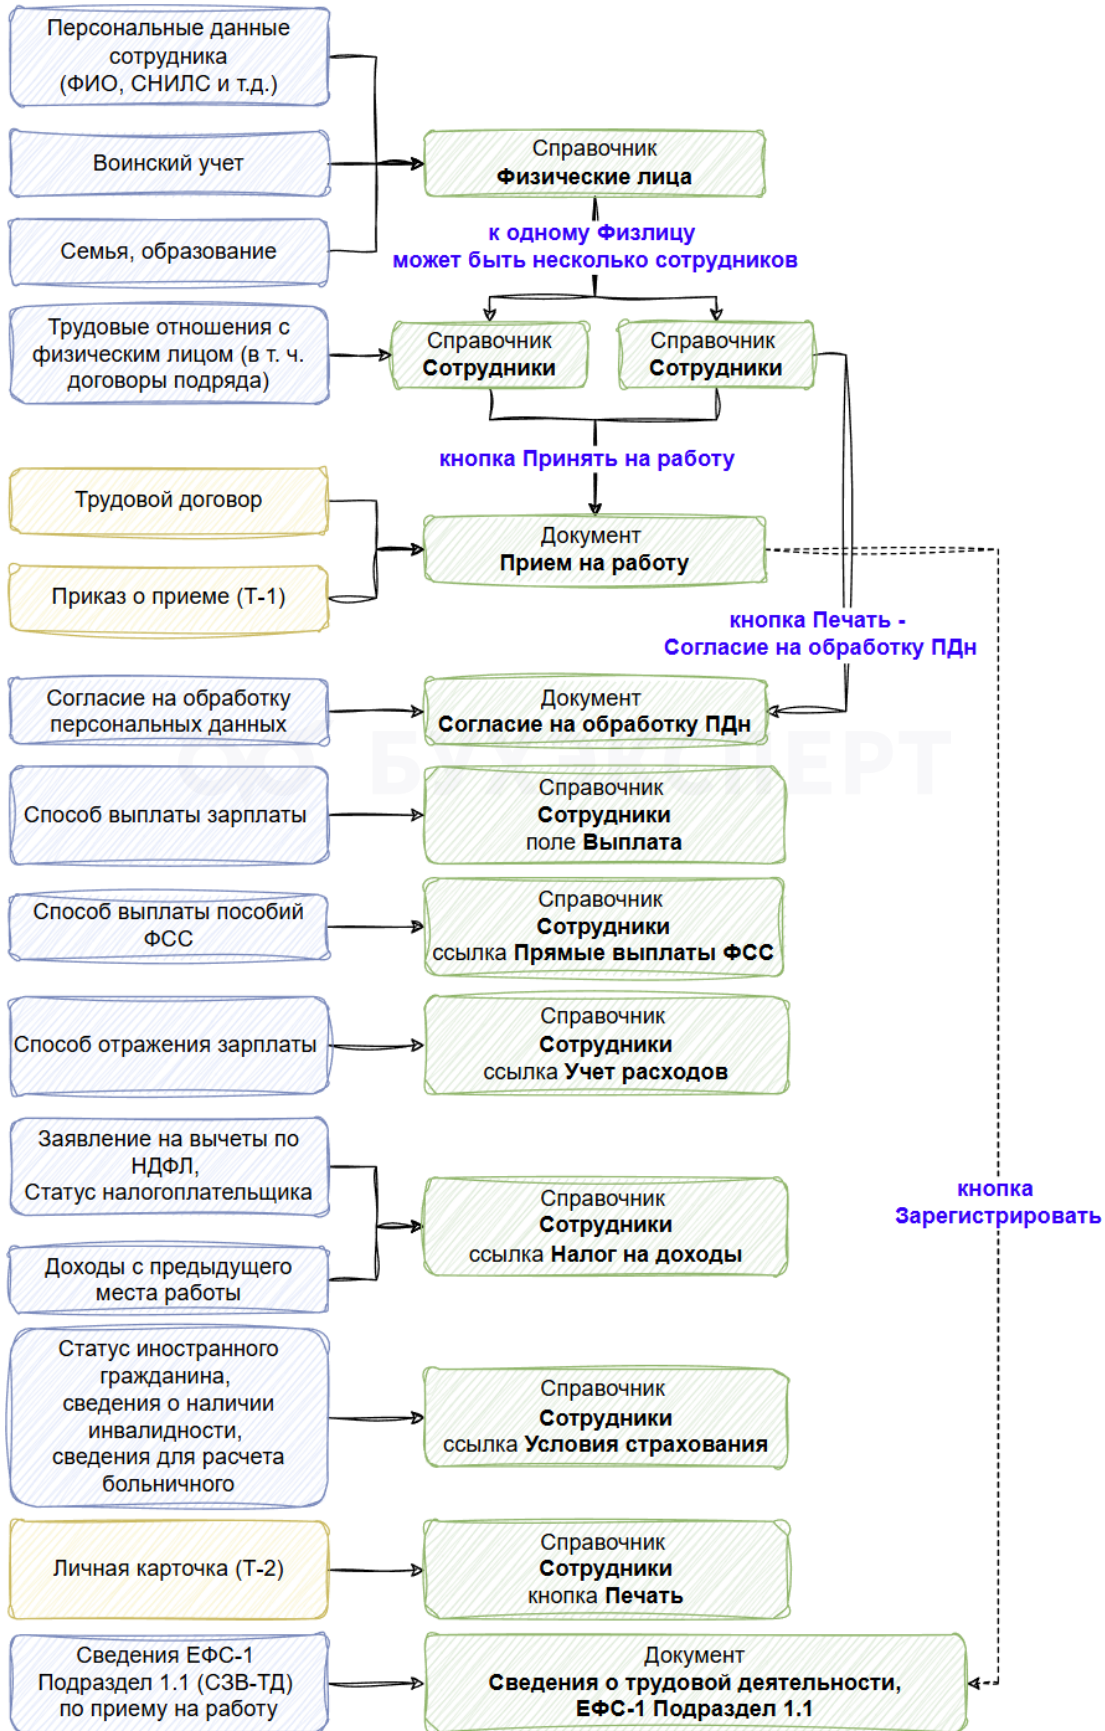 Персональные данные
сотрудника
(ФИО, СНИЛС и т.д.)
Воинский учет
Справочник
Физические лица
Семья, образование
к одному Физлицу
может быть несколько сотрудников
Трудовые отношения с
физическим лицом (в т. ч.
договоры подряда)
Справочник
Сотрудники
Справочник
Сотрудники
кнопка Принять на работу
Трудовой договор
Приказ о приеме (Т-1)
Документ
Прием на работу
кнопка Печать -
Согласие на обработку ПДн
Согласие на обработку
персональных данных
Документ
Согласие на обработку ПДн
БУХЭКСПЕРТ
Способ выплаты зарплаты
Справочник
Сотрудники
поле Выплата
Способ выплаты пособий
ФСС
Справочник
Сотрудники
ссылка Прямые выплаты ФСС
Способ отражения зарплаты
Справочник
Сотрудники
ссылка Учет расходов
Заявление на вычеты по
НДФЛ,
Статус налогоплательщика
Доходы с предыдущего
места работы
Справочник
Сотрудники
ссылка Налог на доходы
кнопка
Зарегистрировать
Статус иностранного
гражданина,
сведения о наличии
инвалидности,
сведения для расчета
больничного
Справочник
Сотрудники
ссылка Условия страхования
Личная карточка (Т-2)
Справочник
Сотрудники
кнопка Печать
Сведения ЕФС-1
Подраздел 1.1 (СЗВ-ТД)
по приему на работу
Документ
Сведения о трудовой деятельности,
ЕФС-1 Подраздел 1.1